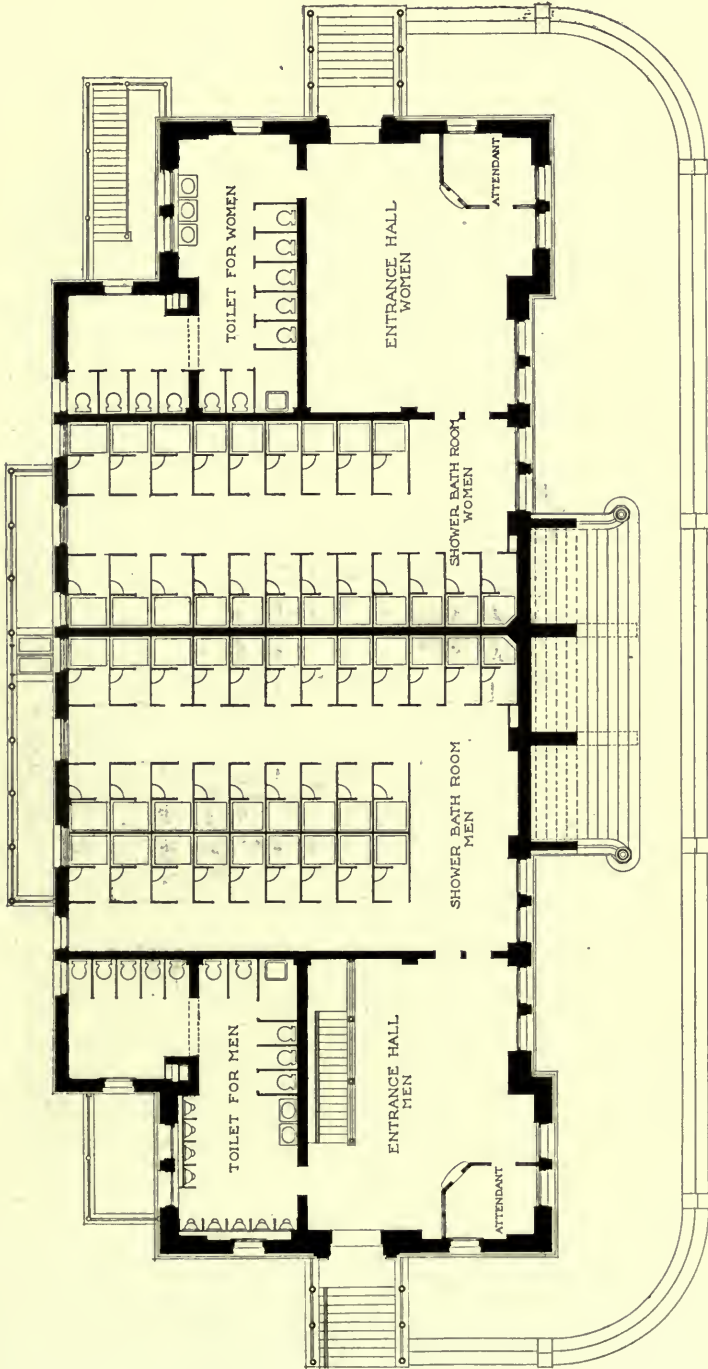 TOILET FOR MEN
TOILET FOR WOMEN
ENTRANCE HALL
MEN
ENTRANCE HALL
WOMEN
SHOWER BATH ROOM
MEN
SHOWER BATH ROOM
WOMEN
ATTENDANT
ATTENDANT